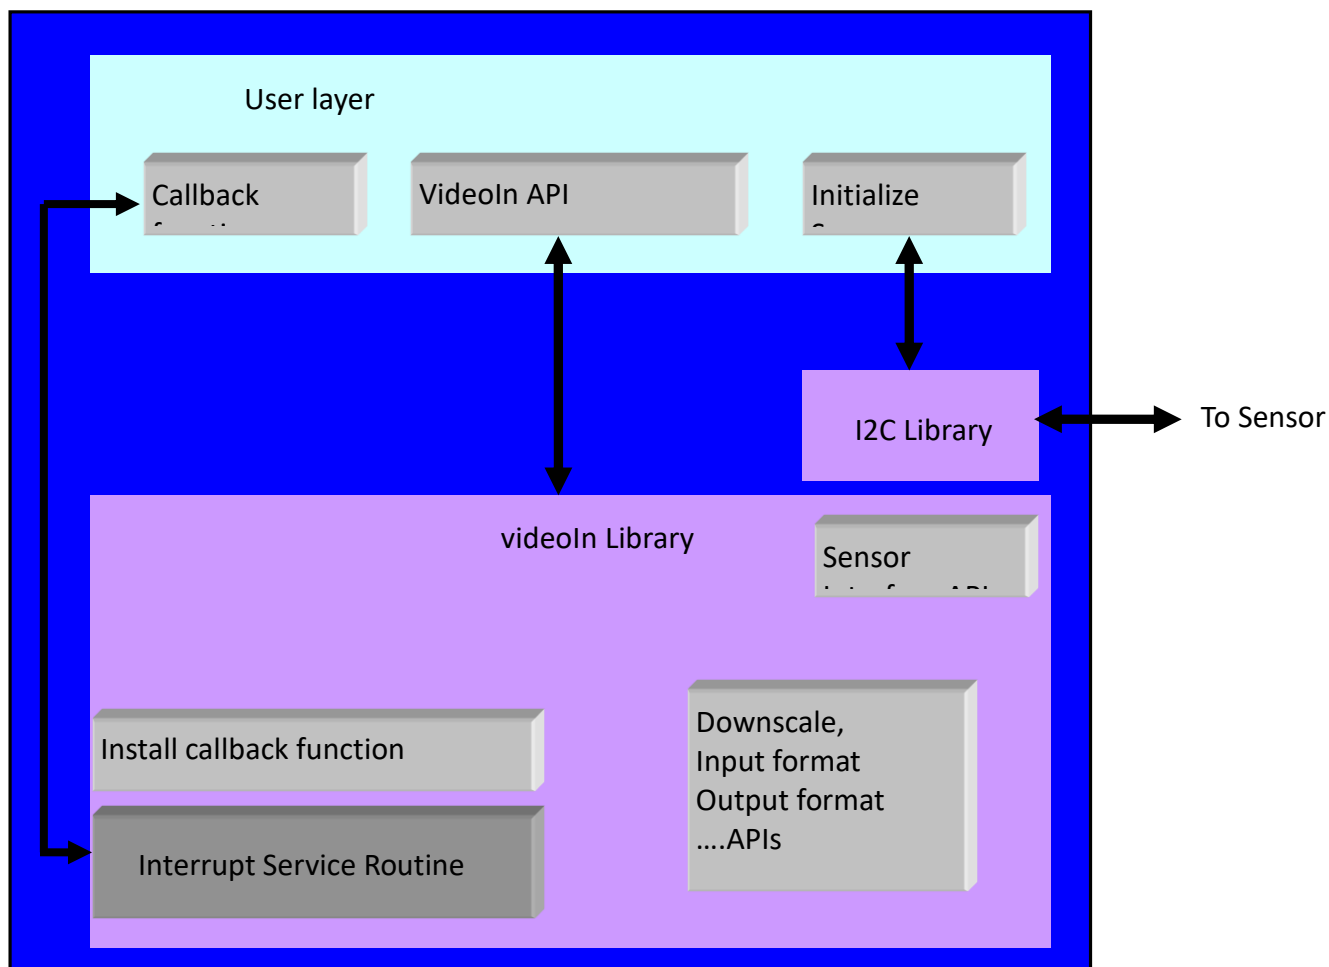 User layer
Callback
VideoIn API
Initialize
I2C Library
To Sensor
videoIn Library
Sensor
Downscale,
Input format
Output format
....APIs
Install callback function
Interrupt Service Routine